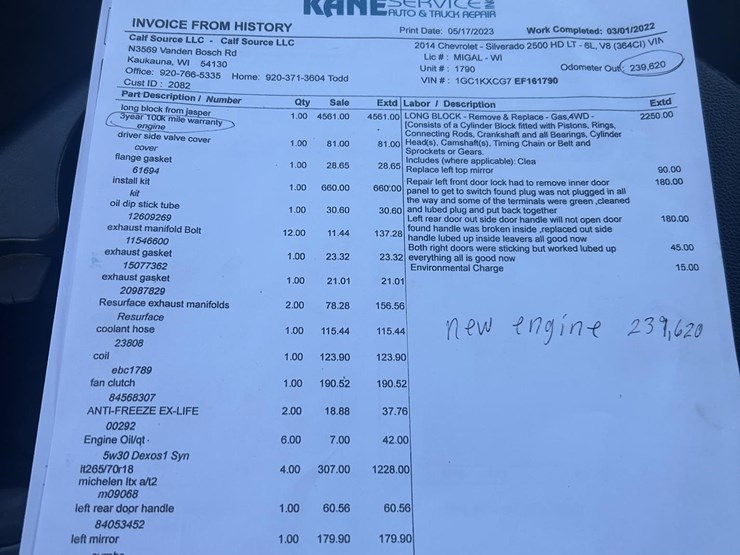 KANE SERVICE INC
AUTO & TRUCK REPAIR
INVOICE FROM HISTORY
Print Date: 05/17/2023
Work Completed: 03/01/2022
Calf Source LLC - Calf Source LLC
N3569 Vanden Bosch Rd
Kaukauna, WI 54130
Office: 920-766-5335 Home: 920-371-3604 Todd
Cust ID : 2082
2014 Chevrolet - Silverado 2500 HD LT - 6L, V8 (364CI) VIN
Lic # : MIGAL - WI
Unit # : 1790
Odometer Out: 239,620
VIN # : 1GC1KXCG7 EF161790
Part Description / Number Qty Sale Extd
long block from jasper 1.00 4561.00 4561.00
3year 100k mile warranty
engine
driver side valve cover 1.00 81.00 81.00
cover
flange gasket 1.00 28.65 28.65
61694
install kit 1.00 660.00 660.00
kit
oil dip stick tube 1.00 30.60 30.60
12609269
exhaust manifold Bolt 12.00 11.44 137.28
11546600
exhaust gasket 1.00 23.32 23.32
15077362
exhaust gasket 1.00 21.01 21.01
20987829
Resurface exhaust manifolds 2.00 78.28 156.56
Resurface
coolant hose 1.00 115.44 115.44
23808
coil 1.00 123.90 123.90
ebc1789
fan clutch 1.00 190.52 190.52
84568307
ANTI-FREEZE EX-LIFE 2.00 18.88 37.76
00292
Engine Oil/qt - 6.00 7.00 42.00
5w30 Dexos1 Syn
lt265/70r18 4.00 307.00 1228.00
michelen ltx a/t2
m09068
left rear door handle 1.00 60.56 60.56
84053452
left mirror 1.00 179.90 179.90
Labor / Description Extd
LONG BLOCK - Remove & Replace - Gas,4WD - 2250.00
[Consists of a Cylinder Block fitted with Pistons, Rings,
Connecting Rods, Crankshaft and all Bearings, Cylinder
Head(s), Camshaft(s), Timing Chain or Belt and
Sprockets or Gears.
Includes (where applicable): Clea
Replace left top mirror 90.00
Repair left front door lock had to remove inner door 180.00
panel to get to switch found plug was not plugged in all
the way and some of the terminals were green ,cleaned
and lubed plug and put back together
Left rear door out side door handle will not open door 180.00
found handle was broken inside ,replaced out side
handle lubed up inside leavers all good now
Both right doors were sticking but worked lubed up 45.00
everything all is good now
Environmental Charge 15.00
new engine 239,620